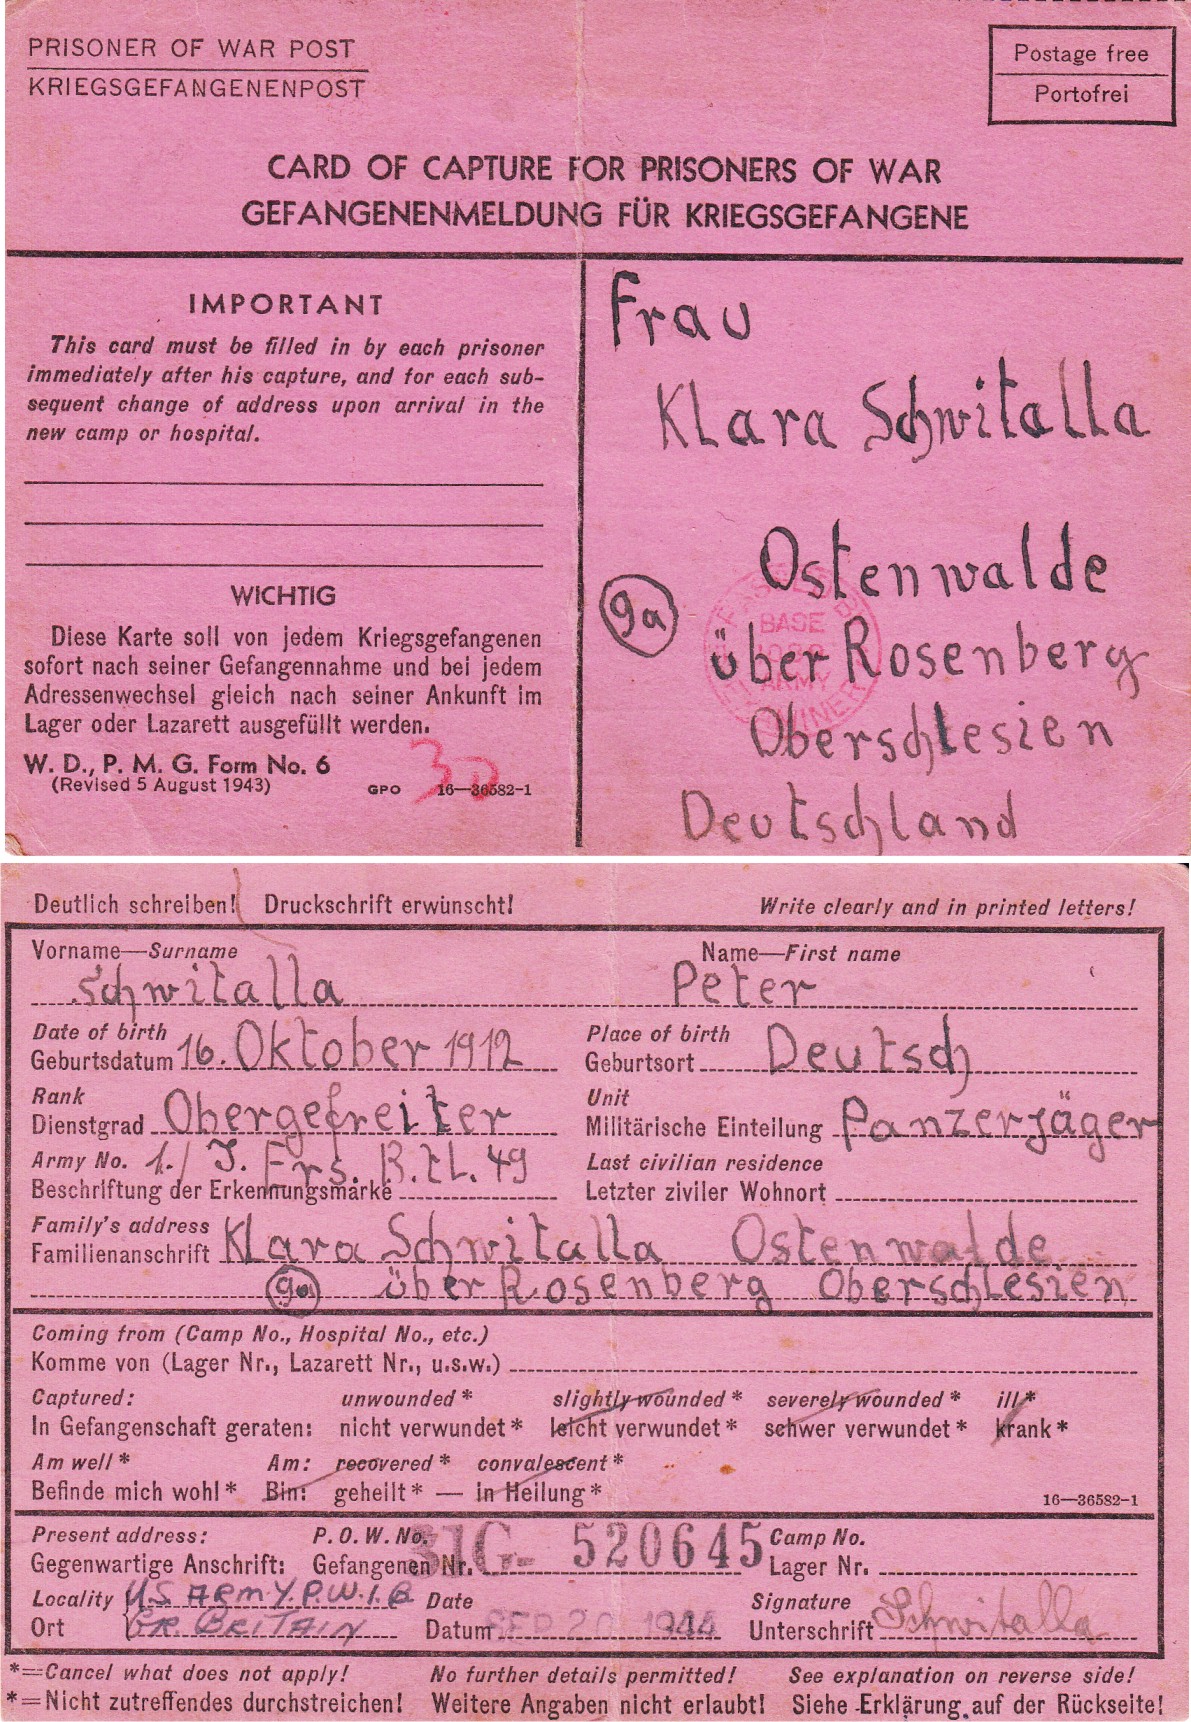 PRISONER OF WAR POST
KRIEGSGEFANGENENPOST
Postage free
Portofrei
CARD OF CAPTURE FOR PRISONERS OF WAR
GEFANGENENMELDUNG FÜR KRIEGSGEFANGENE
IMPORTANT
This card must be filled in by each prisoner
immediately after his capture, and for each sub-
sequent change of address upon arrival in the
new camp or hospital.
WICHTIG
Diese Karte soll von jedem Kriegsgefangenen
sofort nach seiner Gefangennahme und bei jedem
Adressenwechsel gleich nach seiner Ankunft im
Lager oder Lazarett ausgefüllt werden.
W. D., P. M. G. Form No. 6
(Revised 5 August 1943)
GPO 16—36582-1
30
Frau
Klara Schwitalla
Ostenwalde
9a
über Rosenberg
Oberschlesien
Deutschland
PASSED BY
BASE
ARMY
EXAMINER
Deutlich schreiben! Druckschrift erwünscht! Write clearly and in printed letters!
Vorname—Surname Name—First name
Schwitalla Peter
Date of birth Place of birth
Geburtsdatum 16. Oktober 1912 Geburtsort Deutsch
Rank Unit
Dienstgrad Obergefreiter Militärische Einteilung Panzerjäger
Army No. 1./ J. Ers. Btl. 49 Last civilian residence
Beschriftung der Erkennungsmarke Letzter ziviler Wohnort
Family's address
Familienanschrift Klara Schwitalla Ostenwalde
9a über Rosenberg Oberschlesien
Coming from (Camp No., Hospital No., etc.)
Komme von (Lager Nr., Lazarett Nr., u.s.w.)
Captured: unwounded* slightly wounded* severely wounded* ill*
In Gefangenschaft geraten: nicht verwundet* leicht verwundet* schwer verwundet* krank*
Am well* Am: recovered* convalescent*
Befinde mich wohl* Bin: geheilt* — in Heilung*
16—36582-1
Present address: P.O.W. No. Camp No.
Gegenwartige Anschrift: Gefangenen Nr. 31G- 520645 Lager Nr.
Locality U.S ARMY.P.W.I.B Date Signature
Ort GR. BRITAIN Datum SEP 20 1944 Unterschrift Schwitalla
*=Cancel what does not apply! No further details permitted! See explanation on reverse side!
*=Nicht zutreffendes durchstreichen! Weitere Angaben nicht erlaubt! Siehe Erklärung auf der Rückseite!